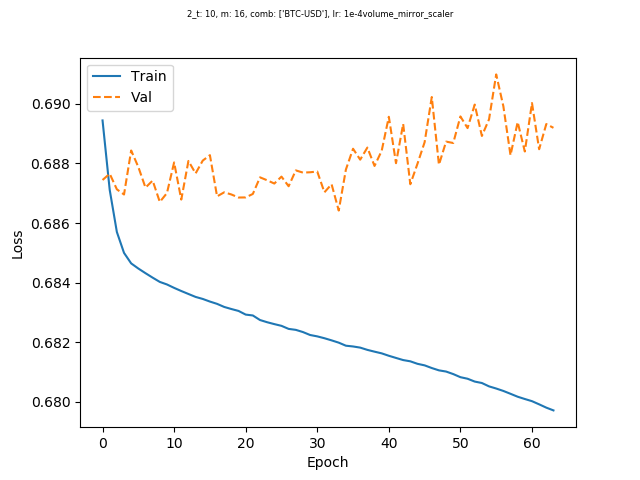 2_t: 10, m: 16, comb: ['BTC-USD'], lr: 1e-4volume_mirror_scaler
Train
Val
0.690
0.688
0.686
0.684
0.682
0.680
Loss
0 10 20 30 40 50 60
Epoch